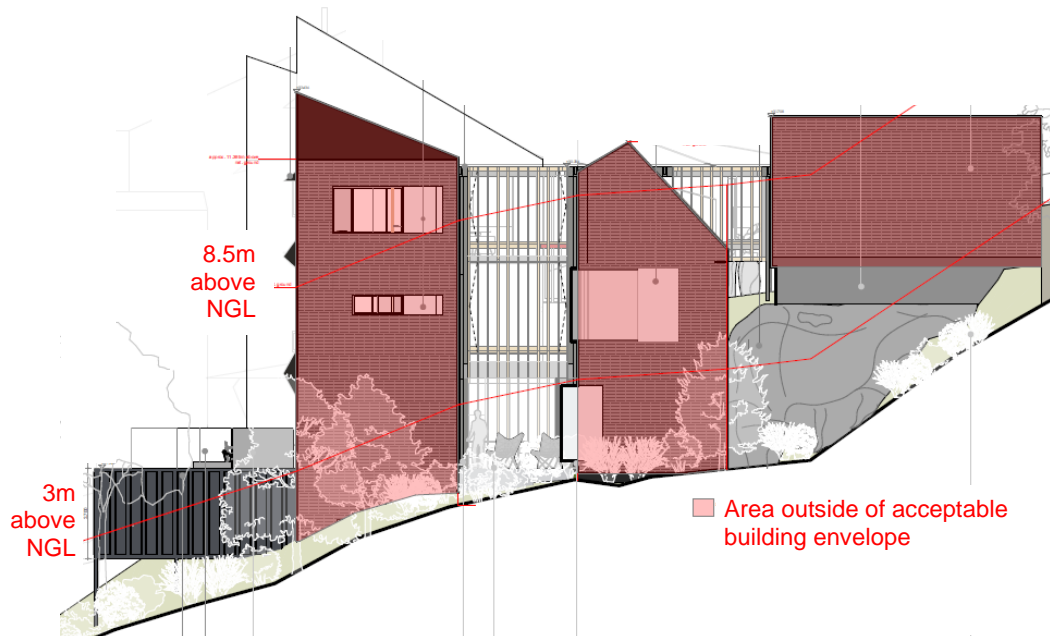 8.5m
above
NGL
3m
above
NGL
Area outside of acceptable
building envelope